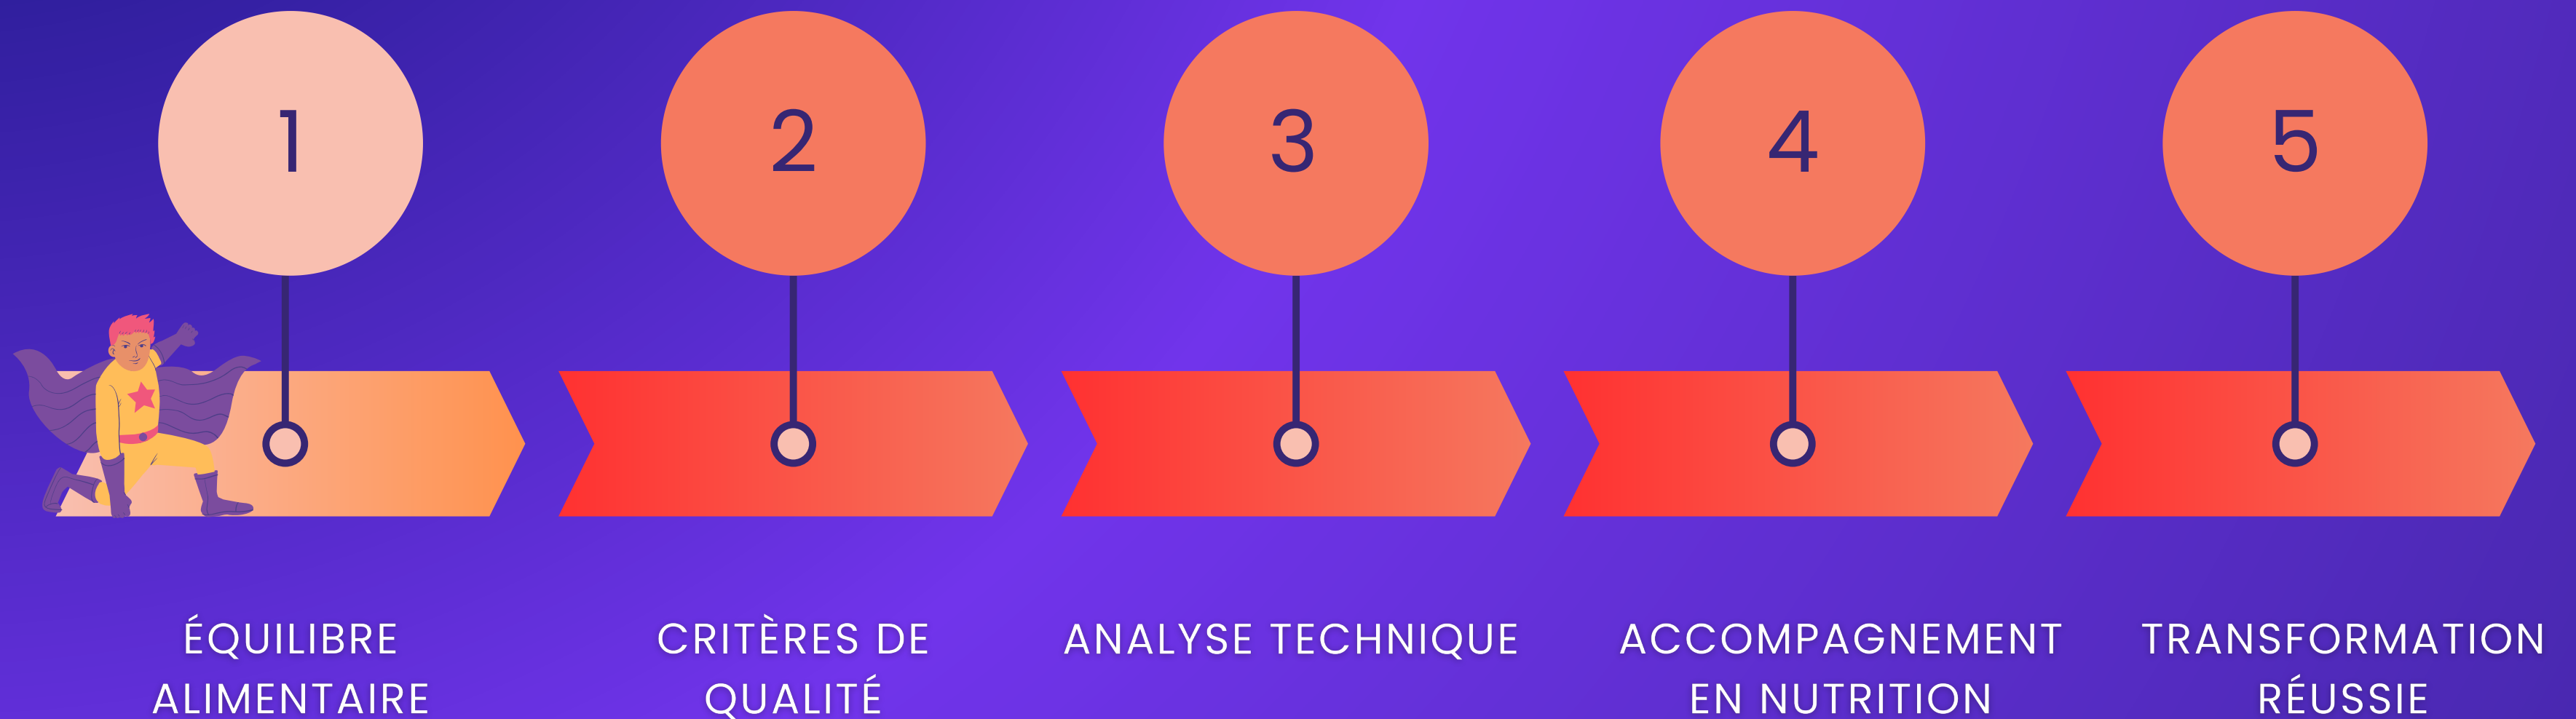 1
2
3
4
5
ÉQUILIBRE
ALIMENTAIRE
CRITÈRES DE
QUALITÉ
ANALYSE TECHNIQUE
ACCOMPAGNEMENT
EN NUTRITION
TRANSFORMATION
RÉUSSIE